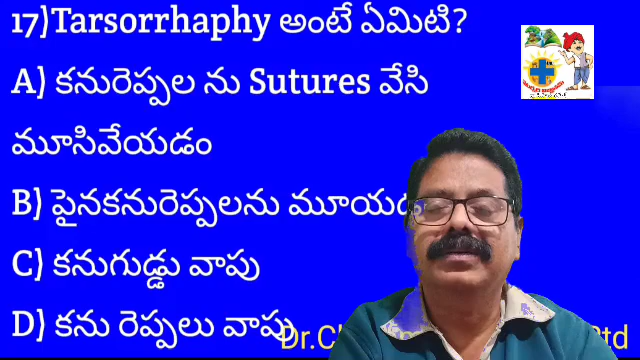 17)Tarsorrhaphy అంటే ఏమిటి?
A) కనురెప్పల ను Sutures వేసి
మూసివేయడం
B) పైనకనురెప్పలను
C) కనుగుడ్డు వాపు
D) కను రెప్పలు వాపు